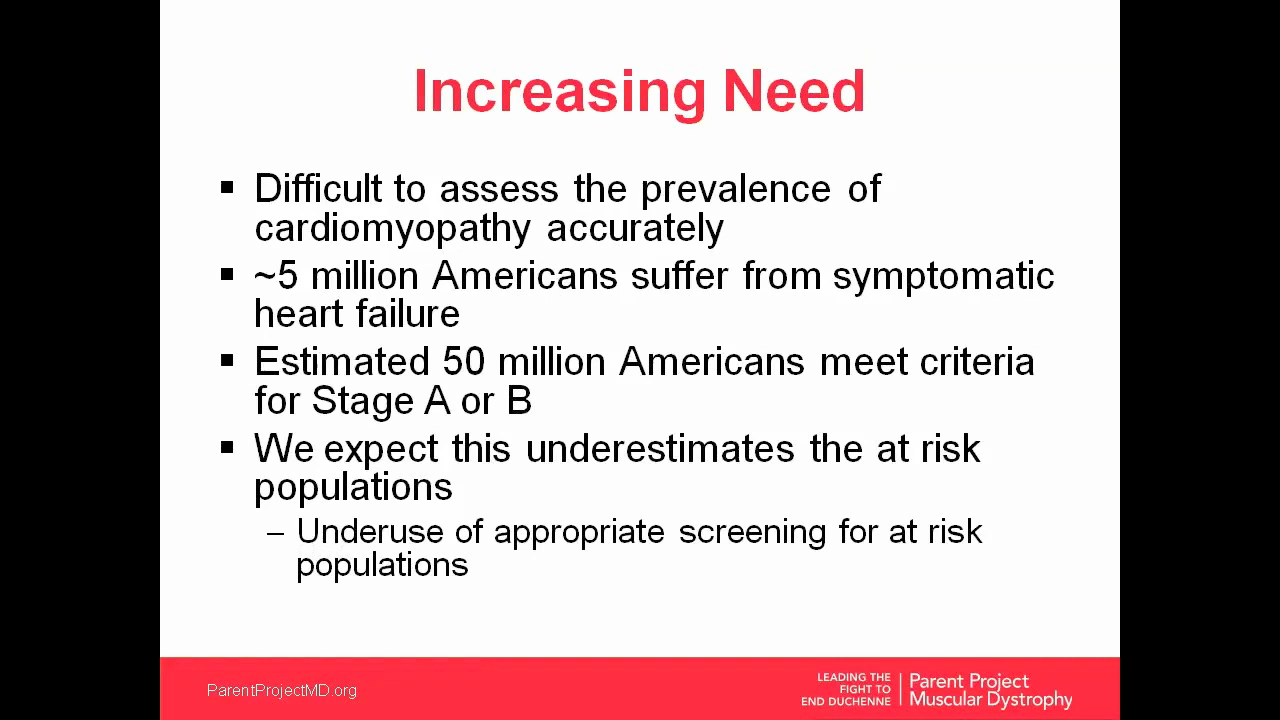 Increasing Need
▪ Difficult to assess the prevalence of
cardiomyopathy accurately
▪ ~5 million Americans suffer from symptomatic
heart failure
▪ Estimated 50 million Americans meet criteria
for Stage A or B
▪ We expect this underestimates the at risk
populations
– Underuse of appropriate screening for at risk
populations
ParentProjectMD.org
LEADING THE
FIGHT TO
END DUCHENNE
Parent Project
Muscular Dystrophy